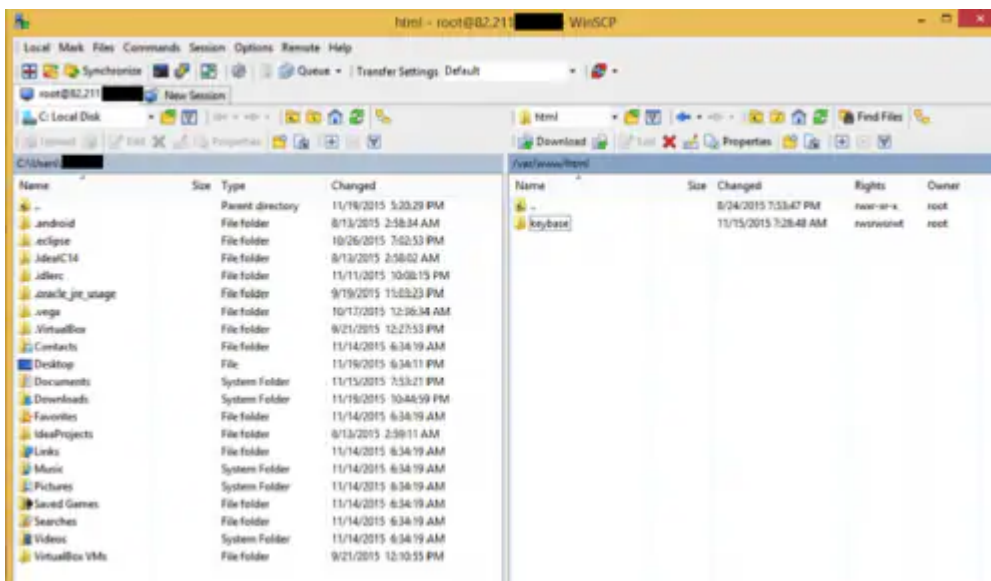 html - root@82.211 - WinSCP
Local Mark Files Commands Session Options Remote Help
Synchronize Queue Transfer Settings Default
root@82.211 New Session
C: Local Disk
html Find Files
Upload Edit Properties
Download Edit Properties
C:\Users\
/var/www/html
Name Size Type Changed
.. Parent directory 11/19/2015 5:20:29 PM
.android File folder 8/13/2015 2:58:34 AM
.eclipse File folder 10/26/2015 7:02:53 PM
.IdeaIC14 File folder 8/13/2015 2:58:02 AM
.idlerc File folder 11/11/2015 10:08:15 PM
.oracle_jre_usage File folder 9/19/2015 11:03:23 PM
.vega File folder 10/17/2015 12:36:34 AM
.VirtualBox File folder 9/21/2015 12:27:53 PM
Contacts File folder 11/14/2015 6:34:19 AM
Desktop File 11/19/2015 6:34:11 PM
Documents System Folder 11/15/2015 7:53:21 PM
Downloads System Folder 11/19/2015 10:44:59 PM
Favorites File folder 11/14/2015 6:34:19 AM
IdeaProjects File folder 8/13/2015 2:59:11 AM
Links File folder 11/14/2015 6:34:19 AM
Music System Folder 11/14/2015 6:34:19 AM
Pictures System Folder 11/14/2015 6:34:19 AM
Saved Games File folder 11/14/2015 6:34:19 AM
Searches File folder 11/14/2015 6:34:19 AM
Videos System Folder 11/14/2015 6:34:19 AM
VirtualBox VMs File folder 9/21/2015 12:10:55 PM
Name Size Changed Rights Owner
.. 8/24/2015 7:53:47 PM rwxr-xr-x root
keybase 11/15/2015 7:28:48 AM rwxrwxrwt root